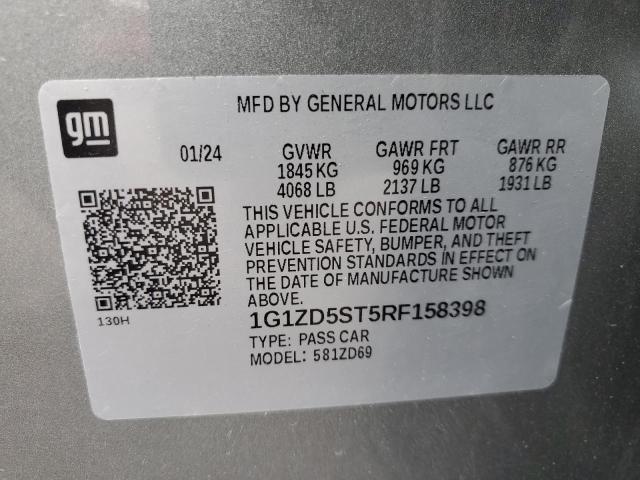 gm
MFD BY GENERAL MOTORS LLC
01/24 GVWR GAWR FRT GAWR RR
1845 KG 969 KG 876 KG
4068 LB 2137 LB 1931 LB
THIS VEHICLE CONFORMS TO ALL
APPLICABLE U.S. FEDERAL MOTOR
VEHICLE SAFETY, BUMPER, AND THEFT
PREVENTION STANDARDS IN EFFECT ON
THE DATE OF MANUFACTURE SHOWN
ABOVE.
130H
1G1ZD5ST5RF158398
TYPE: PASS CAR
MODEL: 581ZD69